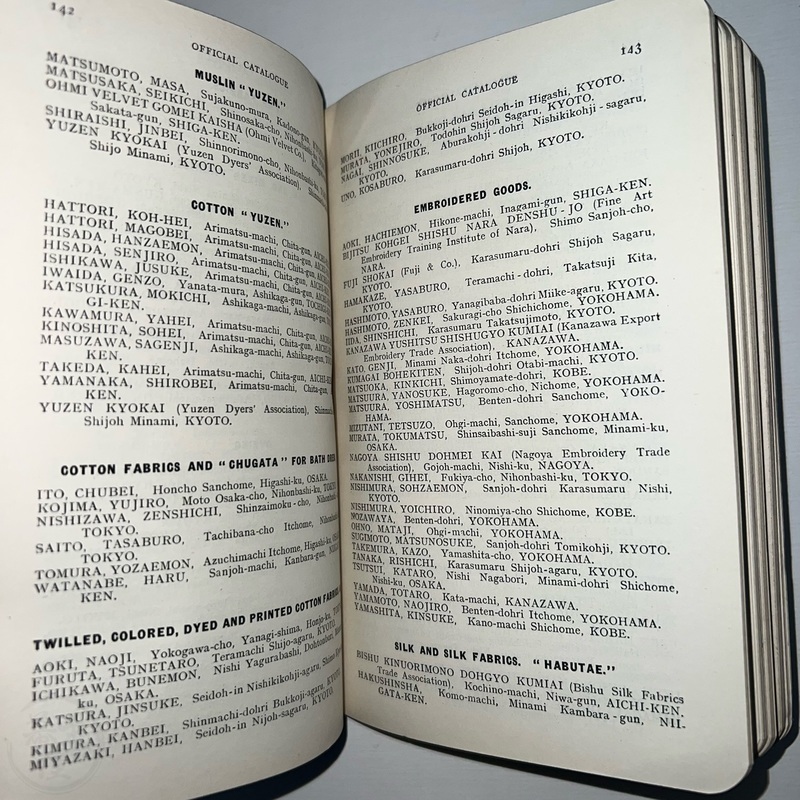 142
OFFICIAL CATALOGUE
MUSLIN "YUZEN."
MATSUMOTO, MASA, Sujakuno-mura, Kadono-gun,
MATSUSAKA, SEIKICHI, Shinosaka-cho, Nihonbashi-ku,
OHMI VELVET GOMEI KAISHA (Ohmi Velvet Co.).
Sakata-gun, SHIGA-KEN.
SHIRAISHI, JINBEI, Shinnorimono-cho, Nihonbashi-ku,
YUZEN KYOKAI (Yuzen Dyers' Association).
Shijo Minami, KYOTO.
COTTON "YUZEN."
HATTORI, KOH-HEI, Arimatsu-machi, Chita-gun,
HATTORI, MAGOBEI, Arimatsu-machi, Chita-gun,
HISADA, HANZAEMON, Arimatsu-machi, Chita-gun,
HISADA, SENJIRO, Arimatsu-machi, Chita-gun,
ISHIKAWA, JUSUKE, Arimatsu-machi, Chita-gun,
IWAIDA, GENZO, Yanata-mura, Ashikaga-gun,
KATSUKURA, MOKICHI, Ashikaga-machi, Ashikaga-gun,
GI-KEN
KAWAMURA, YAHEI, Arimatsu-machi, Chita-gun,
KINOSHITA, SOHEI, Arimatsu-machi, Chita-gun,
MASUZAWA, SAGENJI, Ashikaga-machi, Ashikaga-gun,
KEN.
TAKEDA, KAHEI, Arimatsu-machi, Chita-gun, AICHI-
YAMANAKA, SHIROBEI, Arimatsu-machi, Chita-gun,
KEN.
YUZEN KYOKAI (Yuzen Dyers' Association),
Shijoh Minami, KYOTO.
COTTON FABRICS AND "CHUGATA" FOR BATH
ITO, CHUBEI, Honcho Sanchome, Higashi-ku, OSAKA.
KOJIMA, YUJIRO, Moto Osaka-cho, Nihonbashi-ku,
NISHIZAWA, ZENSHICHI, Shinzaimoku-cho,
TOKYO.
SAITO, TASABURO, Tachibana-cho Itchome,
TOKYO.
TOMURA, YOZAEMON, Azuchimachi Itchome, Higashi-ku,
WATANABE, HARU, Sanjoh-machi, Kanbara-gun,
KEN.
TWILLED, COLORED, DYED AND PRINTED COTTON
AOKI, NAOJI, Yokogawa-cho, Yanagi-shima, Honjo-ku,
FURUTA, TSUNETARO, Teramachi Shijo-agaru, KYOTO.
ICHIKAWA, BUNEMON, Nishi Yagurabashi,
ku, OSAKA.
KATSURA, JINSUKE, Seidoh-in Nishikikohji-agaru,
KYOTO.
KIMURA, KANBEI, Shinmachi-dohri Bukkoji-agaru, KYOTO.
MIYAZAKI, HANBEI, Seidoh-in Nijoh-sagaru, KYOTO.
OFFICIAL CATALOGUE
143
MORII, KIICHIRO, Bukkoji-dohri Seidoh-in Higashi, KYOTO.
MURATA, YONEJIRO, Todohin Shijoh Sagaru, KYOTO.
NAGAI, SHINNOSUKE, Aburakohji-dohri Nishikikohji-sagaru,
KYOTO.
UNO, KOSABURO, Karasumaru-dohri Shijoh, KYOTO.
EMBROIDERED GOODS.
AOKI, HACHIEMON, Hikone-machi, Inagami-gun, SHIGA-KEN.
BIJITSU KOHGEI SHISHU NARA DENSHU-JO (Fine Art
Embroidery Training Institute of Nara), Shimo Sanjoh-cho,
NARA.
FUJI SHOKAI (Fuji & Co.). Karasumaru-dohri Shijoh Sagaru,
KYOTO.
HAMAKAZE, YASABURO, Teramachi-dohri, Takatsuji Kita,
KYOTO.
HASHIMOTO, YASABURO, Yanagibaba-dohri Miike-agaru, KYOTO.
HASHIMOTO, ZENKEI, Sakuragi-cho Shichichome, YOKOHAMA.
IIDA, SHINSHICHI, Karasumaru Takatsujimoto, KYOTO.
KANAZAWA YUSHITSU SHISHUGYO KUMIAI (Kanazawa Export
Embroidery Trade Association), KANAZAWA.
KATO, GENJI, Minami Naka-dohri Itchome, YOKOHAMA.
KUMAGAI BOHEKITEN, Shijoh-dohri Otabi-machi, KYOTO.
MATSUOKA, KINKICHI, Shimoyamate-dohri, KOBE.
MATSUURA, YANOSUKE, Hagoromo-cho, Nichome, YOKOHAMA.
MATSUURA, YOSHIMATSU, Benten-dohri Sanchome, YOKO-
HAMA.
MIZUTANI, TETSUZO, Ohgi-machi, Sanchome, YOKOHAMA.
MURATA, TOKUMATSU, Shinsaibashi-suji Sanchome, Minami-ku,
OSAKA.
NAGOYA SHISHU DOHMEI KAI (Nagoya Embroidery Trade
Association), Gojoh-machi, Nishi-ku, NAGOYA.
NAKANISHI, GIHEI, Fukiya-cho, Nihonbashi-ku, TOKYO.
NISHIMURA, SOHZAEMON, Sanjoh-dohri Karasumaru Nishi,
KYOTO.
NISHIMURA, YOICHIRO, Ninomiya-cho Shichome, KOBE.
NOZAWAYA, Benten-dohri, YOKOHAMA.
OHNO, MATAJI, Ohgi-machi, YOKOHAMA.
SUGIMOTO, MATSUNOSUKE, Sanjoh-dohri Tomikohji, KYOTO.
TAKEMURA, KAZO, Yamashita-cho, YOKOHAMA.
TANAKA, RISHICHI, Karasumaru Shijoh-agaru, KYOTO.
TSUTSUI, KATARO, Nishi Nagabori, Minami-dohri Shichome,
Nishi-ku, OSAKA.
YAMADA, TOTARO, Kata-machi, KANAZAWA.
YAMAMOTO, NAOJIRO, Benten-dohri Itchome, YOKOHAMA.
YAMASHITA, KINSUKE, Kano-machi Shichome, KOBE.
SILK AND SILK FABRICS. "HABUTAE."
BISHU KINUORIMONO DOHGYO KUMIAI (Bishu Silk Fabrics
Trade Association), Kochino-machi, Niwa-gun, AICHI-KEN.
HAKUSHINSHA, Komo-machi, Minami Kambara-gun, NII-
GATA-KEN.